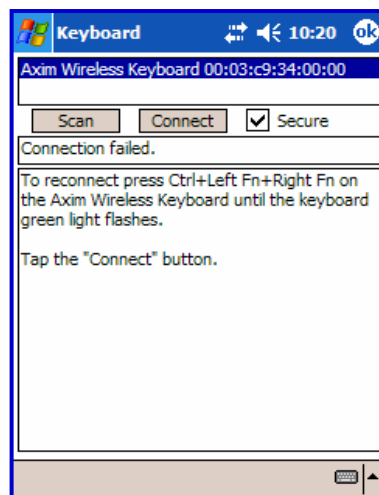 Keyboard 10:20 ok
Axim Wireless Keyboard 00:03:c9:34:00:00
Scan Connect Secure
Connection failed.
To reconnect press Ctrl+Left Fn+Right Fn on
the Axim Wireless Keyboard until the keyboard
green light flashes.
Tap the "Connect" button.